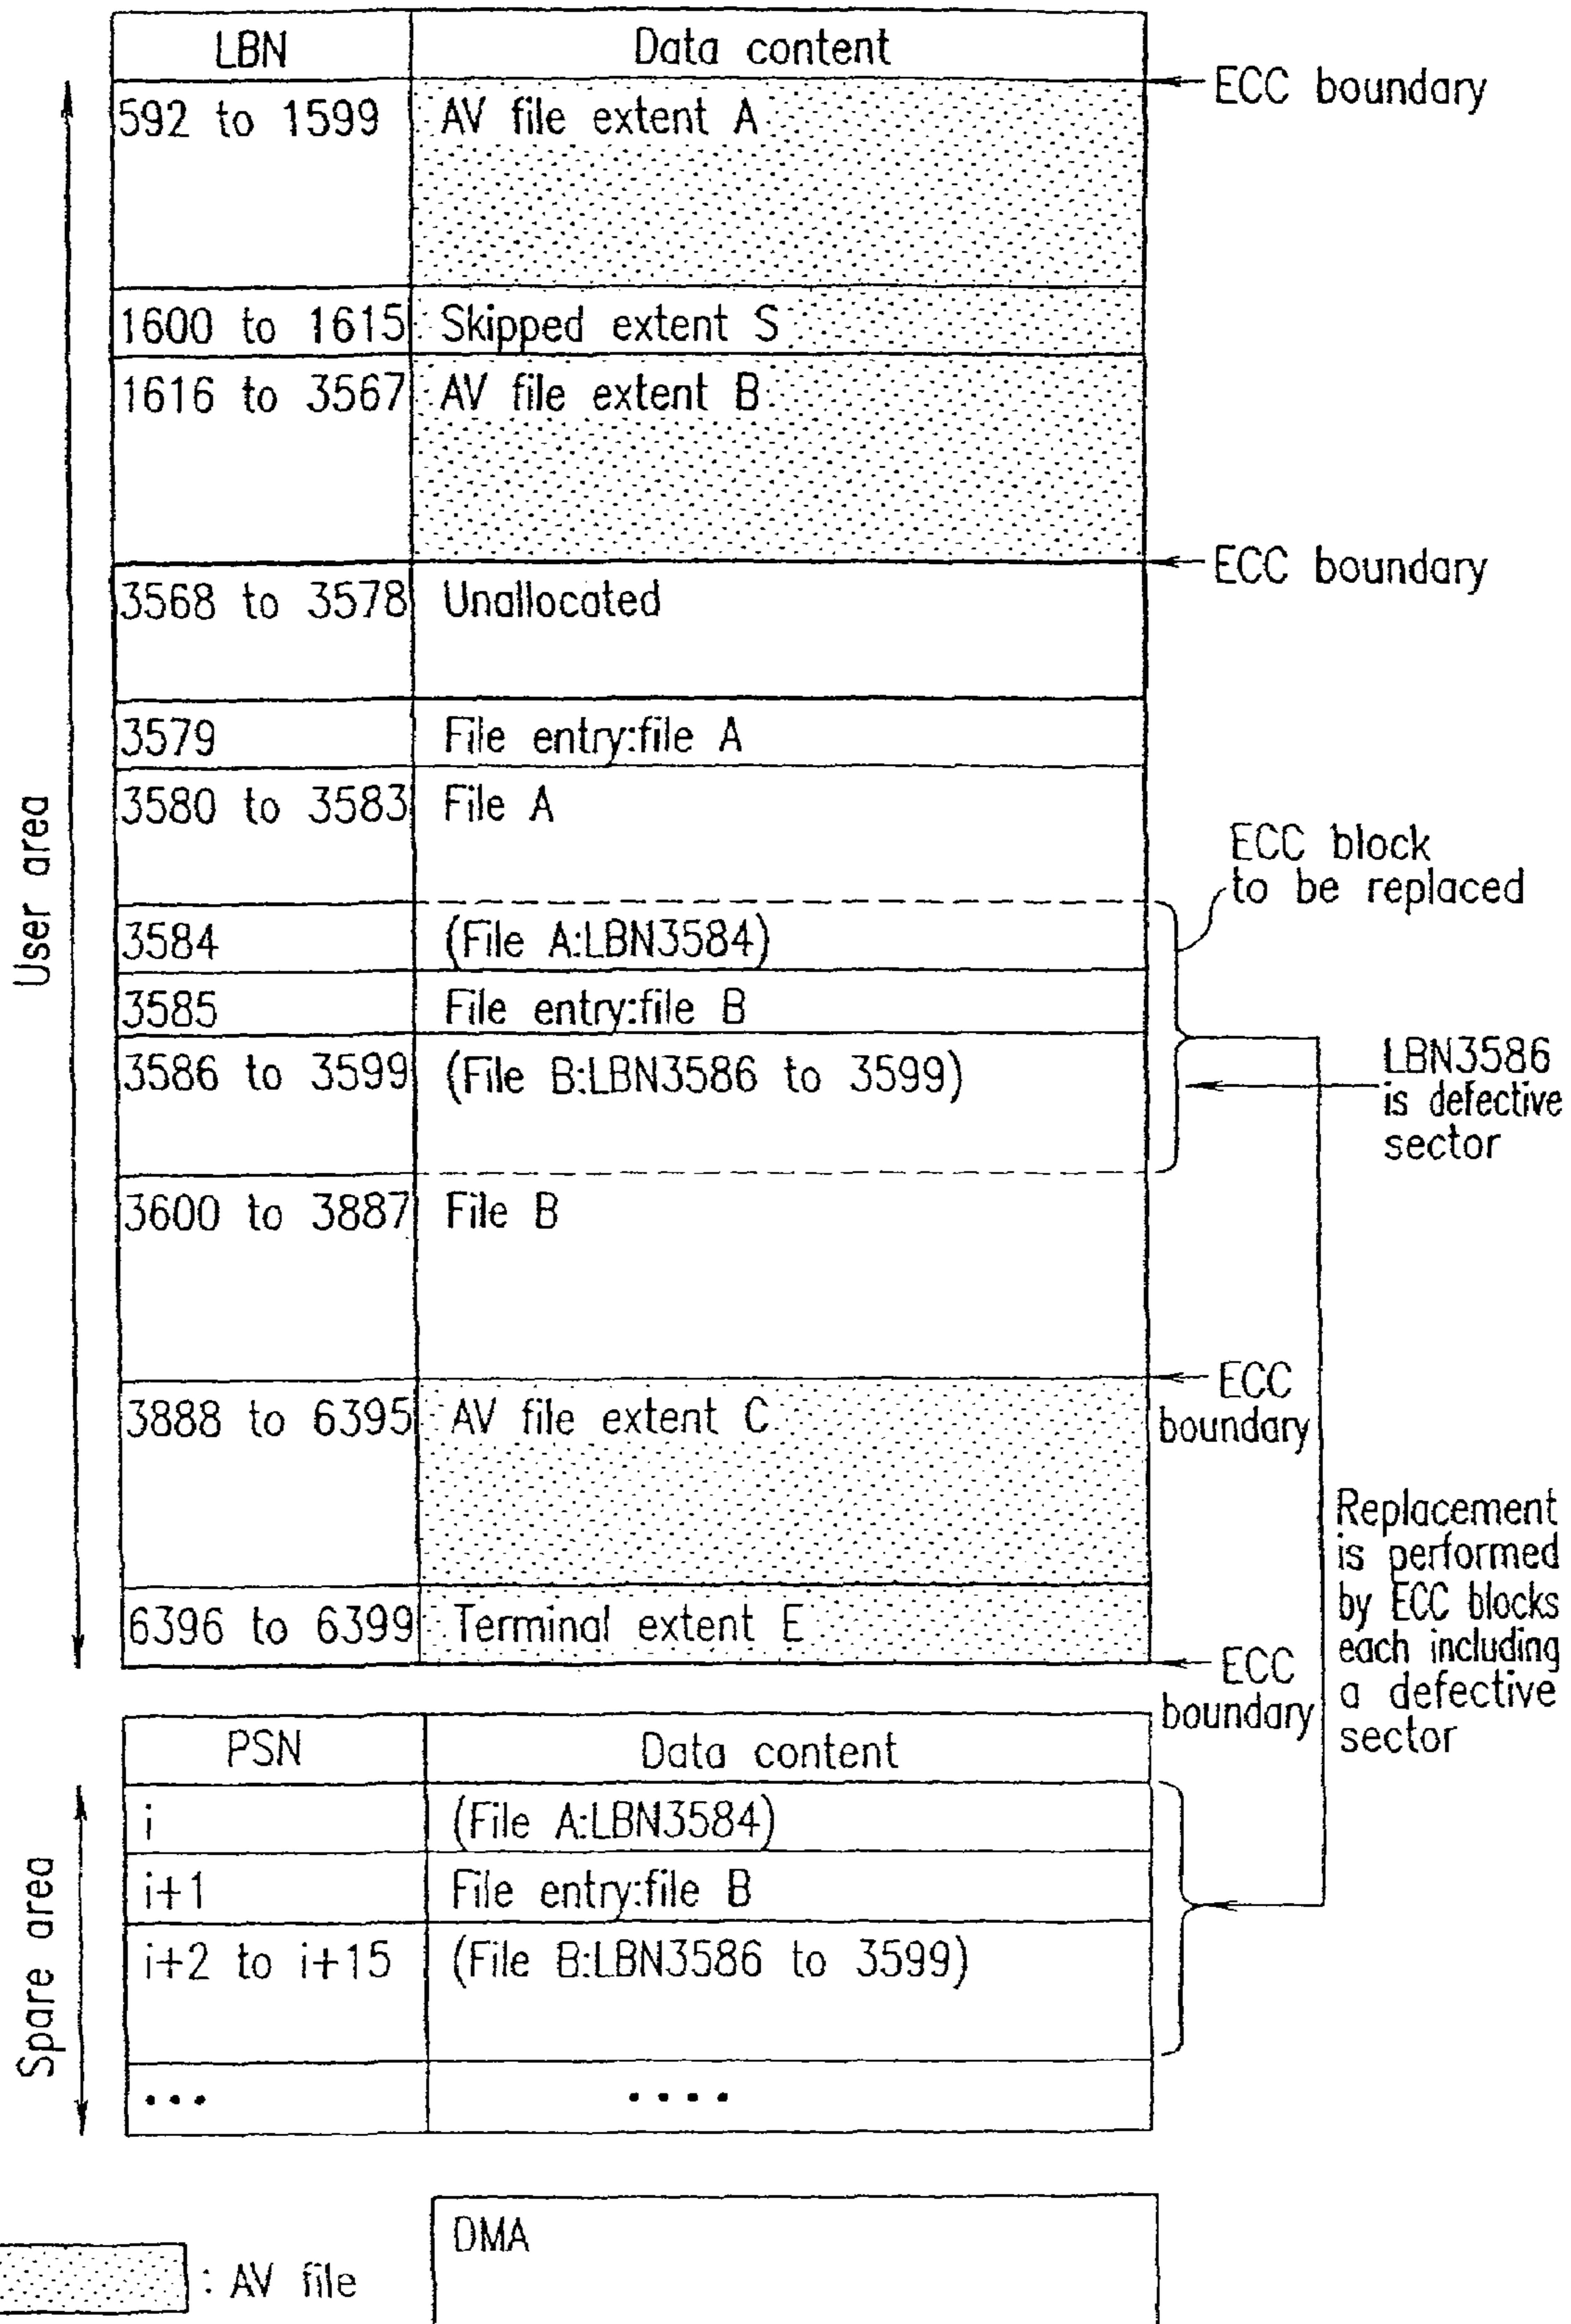 LBN Data content
ECC boundary
592 to 1599 AV file extent A
1600 to 1615 Skipped extent S
1616 to 3567 AV file extent B
ECC boundary
3568 to 3578 Unallocated
3579 File entry:file A
3580 to 3583 File A
User area
ECC block
to be replaced
3584 (File A:LBN3584)
3585 File entry:file B
3586 to 3599 (File B:LBN3586 to 3599)
LBN3586
is defective
sector
3600 to 3887 File B
ECC
boundary
3888 to 6395 AV file extent C
Replacement
is performed
by ECC blocks
each including
a defective
sector
6396 to 6399 Terminal extent E
ECC
boundary
PSN Data content
Spare area
i (File A:LBN3584)
i+1 File entry:file B
i+2 to i+15 (File B:LBN3586 to 3599)
... ....
DMA
: AV file